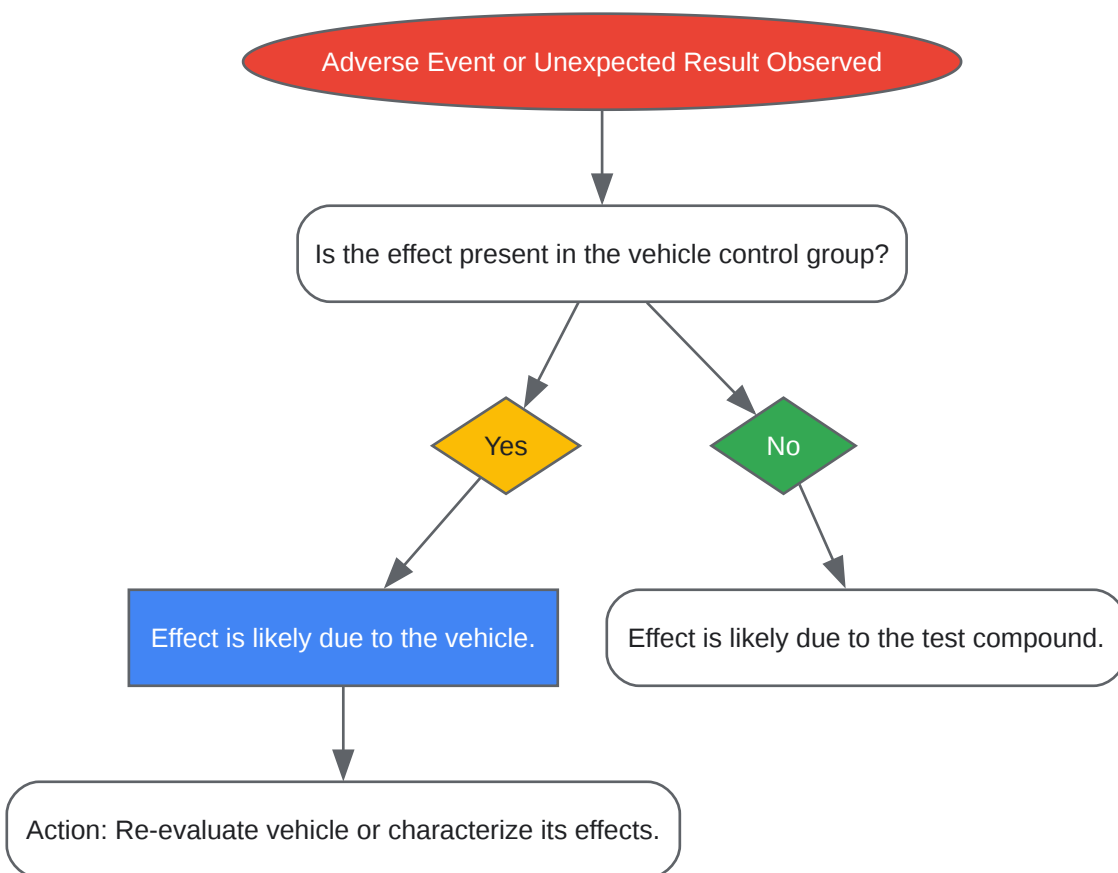 Adverse Event or Unexpected Result Observed
Is the effect present in the vehicle control group?
Yes
No
Effect is likely due to the vehicle.
Effect is likely due to the test compound.
Action: Re-evaluate vehicle or characterize its effects.